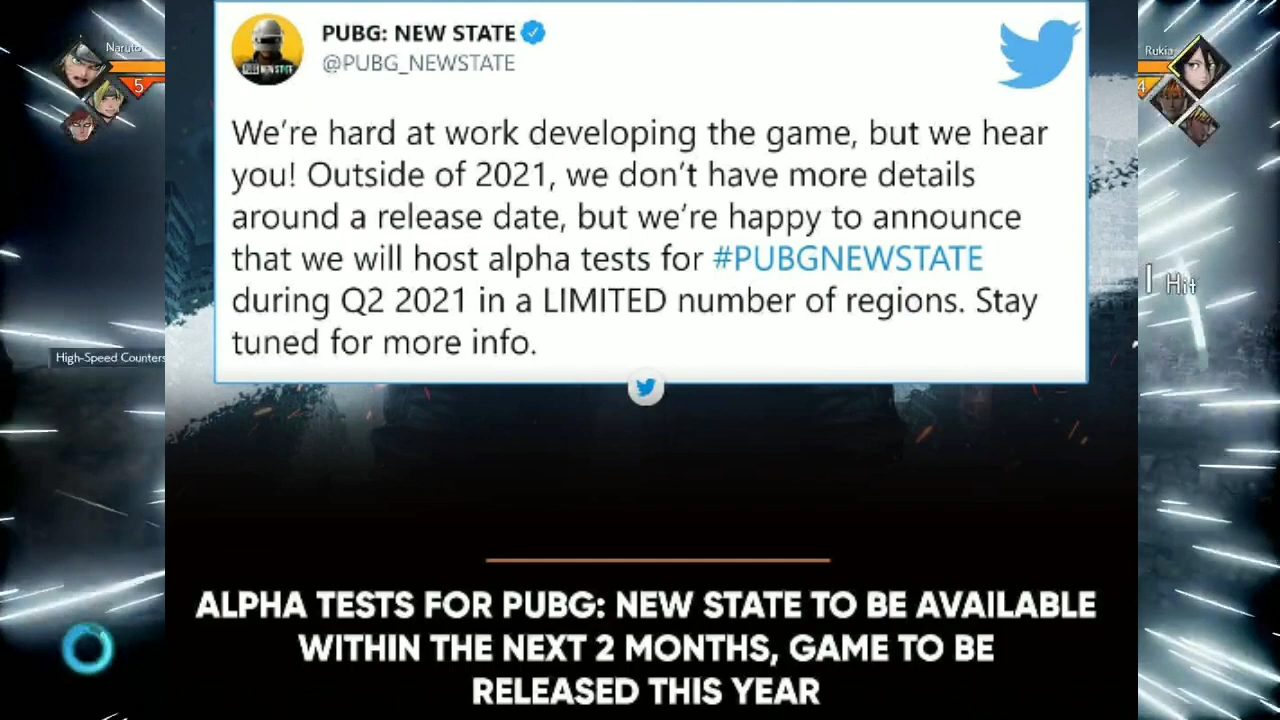 Naruto
5
Rukia
4
PUBG: NEW STATE
@PUBG_NEWSTATE
We're hard at work developing the game, but we hear
you! Outside of 2021, we don't have more details
around a release date, but we're happy to announce
that we will host alpha tests for #PUBGNEWSTATE
during Q2 2021 in a LIMITED number of regions. Stay
tuned for more info.
1 Hit
High-Speed Counters
ALPHA TESTS FOR PUBG: NEW STATE TO BE AVAILABLE
WITHIN THE NEXT 2 MONTHS, GAME TO BE
RELEASED THIS YEAR